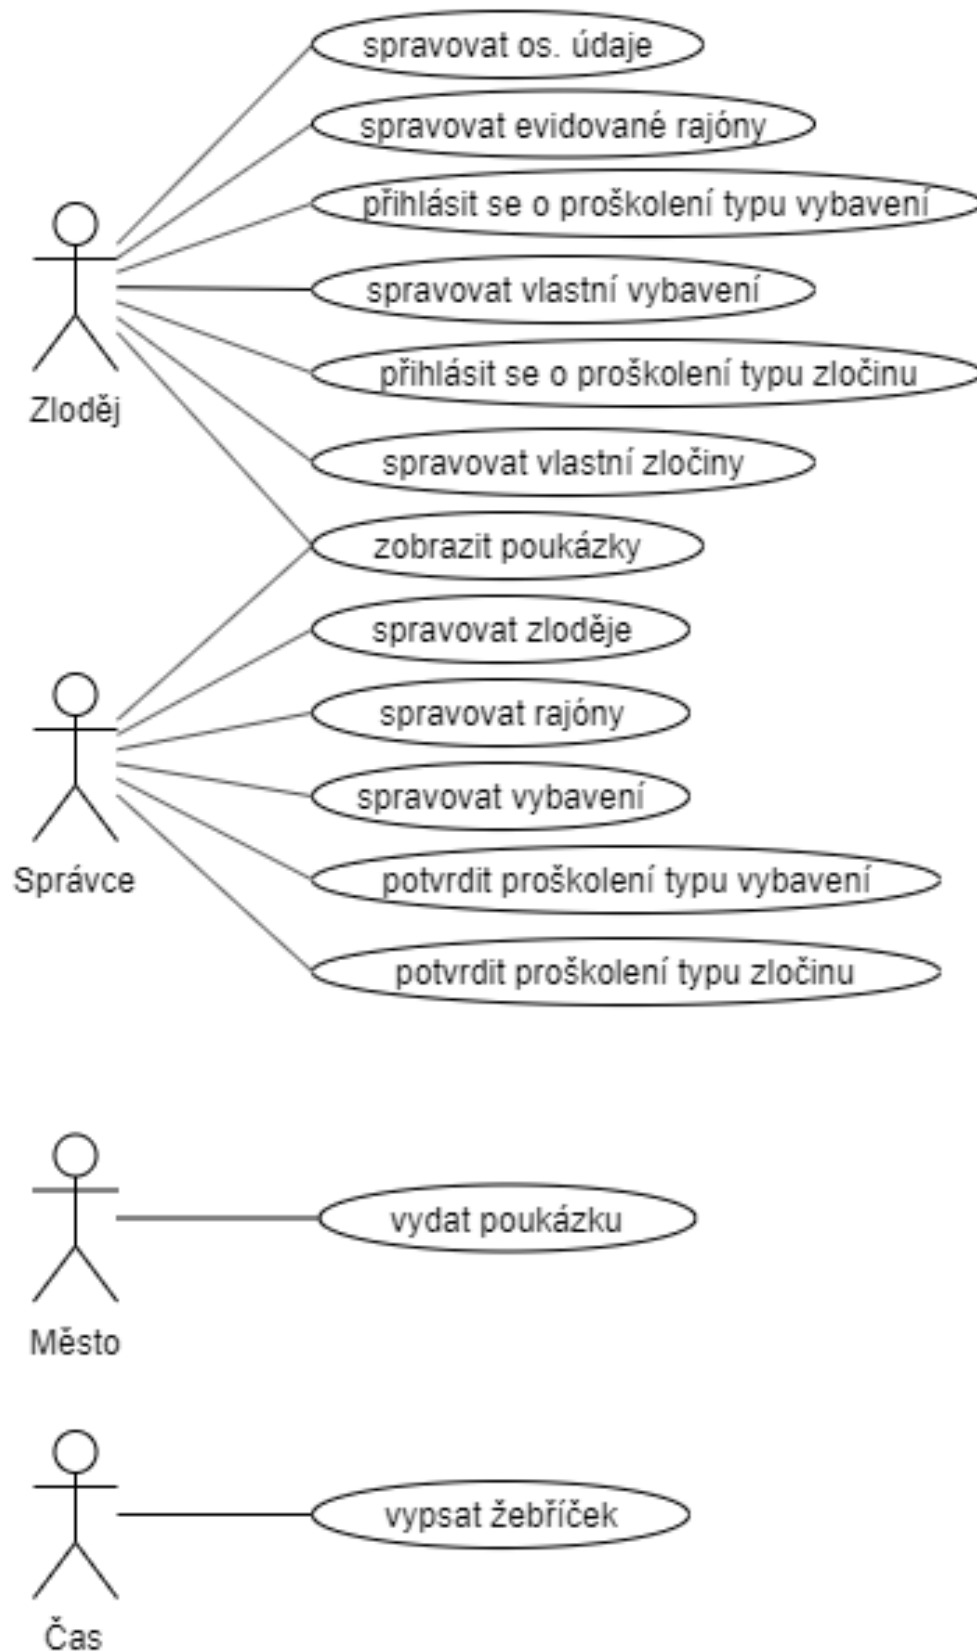 spravovat os. údaje
spravovat evidované rajóny
přihlásit se o proškolení typu vybavení
spravovat vlastní vybavení
přihlásit se o proškolení typu zločinu
Zloděj
spravovat vlastní zločiny
zobrazit poukázky
spravovat zloděje
spravovat rajóny
spravovat vybavení
potvrdit proškolení typu vybavení
Správce
potvrdit proškolení typu zločinu
vydat poukázku
Město
vypsat žebříček
Čas